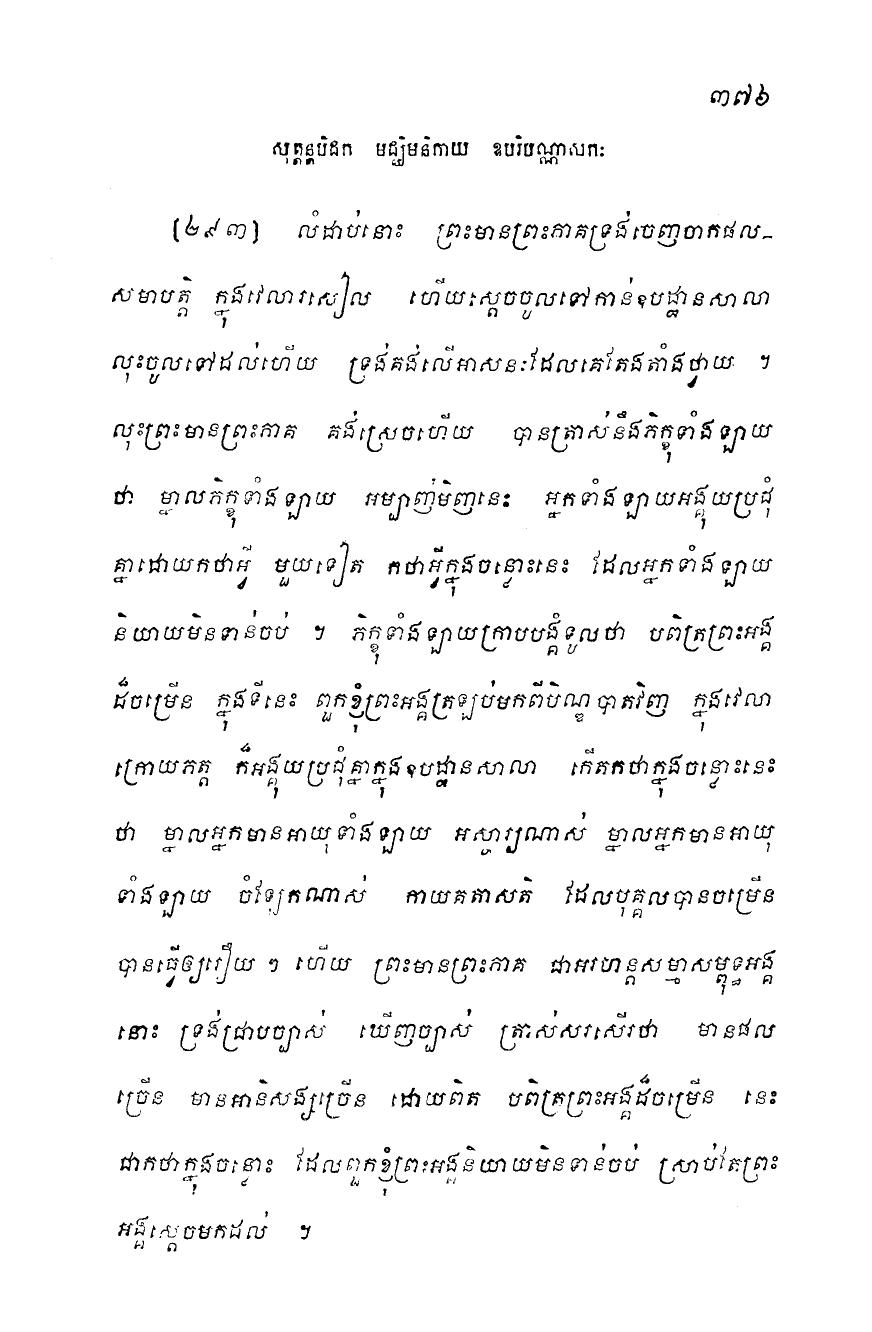 ៣៧៦
សុត្តន្តបិដក មជ្ឈិមនិកាយ ឧបរិបណ្ណាសកៈ
[២៩៣] លំដាប់នោះ ព្រះមានព្រះភាគទ្រង់ចេញចាកផល-
សមាបត្តិ ក្នុងវេលារសៀល ហើយស្តេចចូលទៅកាន់ឧបដ្ឋានសាលា
លុះចូលទៅដល់ហើយ ទ្រង់គង់លើអាសនៈដែលគេតែងតាំងថ្វាយ ។
លុះព្រះមានព្រះភាគ គង់ស្រេចហើយ បានត្រាស់នឹងភិក្ខុទាំងឡាយ
ថា ម្នាលភិក្ខុទាំងឡាយ អម្បាញ់មិញនេះ អ្នកទាំងឡាយអង្គុយប្រជុំ
គ្នាដោយកថាអ្វី មួយទៀត កថាអ្វីក្នុងចន្លោះនេះ ដែលអ្នកទាំងឡាយ
និយាយមិនទាន់ចប់ ។ ភិក្ខុទាំងឡាយក្រាបបង្គំទូលថា បពិត្រព្រះអង្គ
ដ៏ចម្រើន ក្នុងទីនេះ ពួកខ្ញុំព្រះអង្គត្រឡប់មកពីបិណ្ឌបាតវិញ ក្នុងវេលា
ក្រោយភត្ត ក៏អង្គុយប្រជុំគ្នាក្នុងឧបដ្ឋានសាលា កើតកថាក្នុងចន្លោះនេះ
ថា ម្នាលអ្នកមានអាយុទាំងឡាយ អស្ចារ្យណាស់ ម្នាលអ្នកមានអាយុ
ទាំងឡាយ ចំឡែកណាស់ កាយគតាសតិ ដែលបុគ្គលបានចម្រើន
បានធ្វើឲ្យរឿយ ៗ ហើយ ព្រះមានព្រះភាគ ជាអរហន្តសម្មាសម្ពុទ្ធអង្គ
នោះ ទ្រង់ជ្រាបច្បាស់ ឃើញច្បាស់ ត្រាស់សរសើរថា មានផល
ច្រើន មានអានិសង្សច្រើន ដោយពិត បពិត្រព្រះអង្គដ៏ចម្រើន នេះ
ជាកថាក្នុងចន្លោះ ដែលពួកខ្ញុំព្រះអង្គនិយាយមិនទាន់ចប់ ស្រាប់តែព្រះ
អង្គស្តេចមកដល់ ។